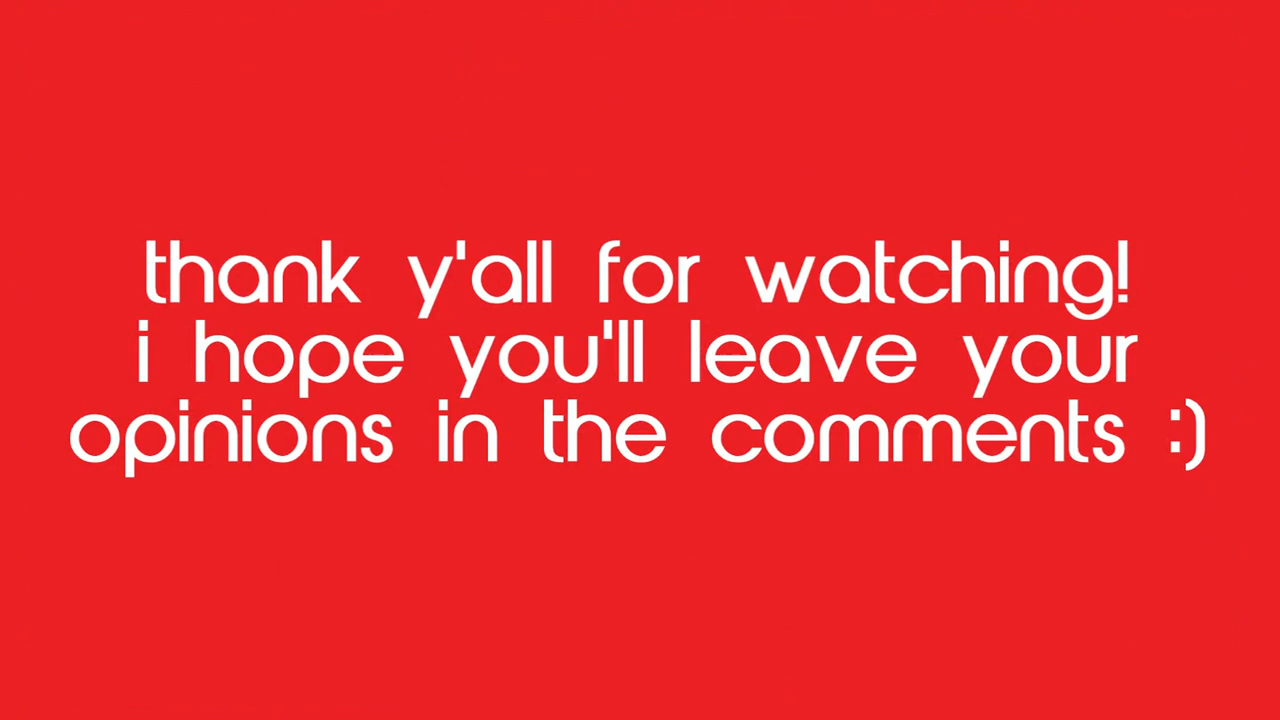 thank y'all for watching!
i hope you'll leave your
opinions in the comments :)